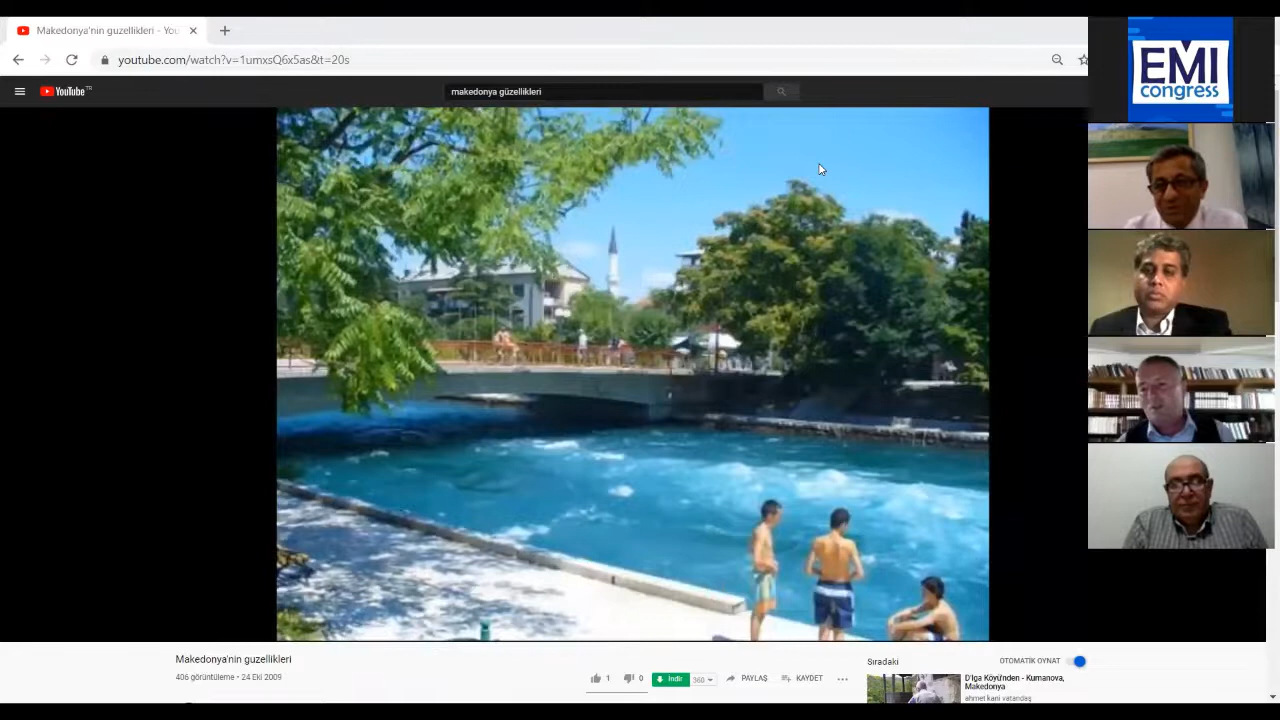 Makedonya'nin guzellikleri - You
youtube.com/watch?v=1umxsQ6x5as&t=20s
YouTube TR
makedonya güzellikleri
EMI
congress
Makedonya'nin guzellikleri
406 görüntüleme • 24 Eki 2009
1
0
İndir
360
PAYLAŞ
KAYDET
Sıradaki
OTOMATİK OYNAT
D'lga Köyü'nden - Kumanova,
Makedonya
ahmet kani vatandaş